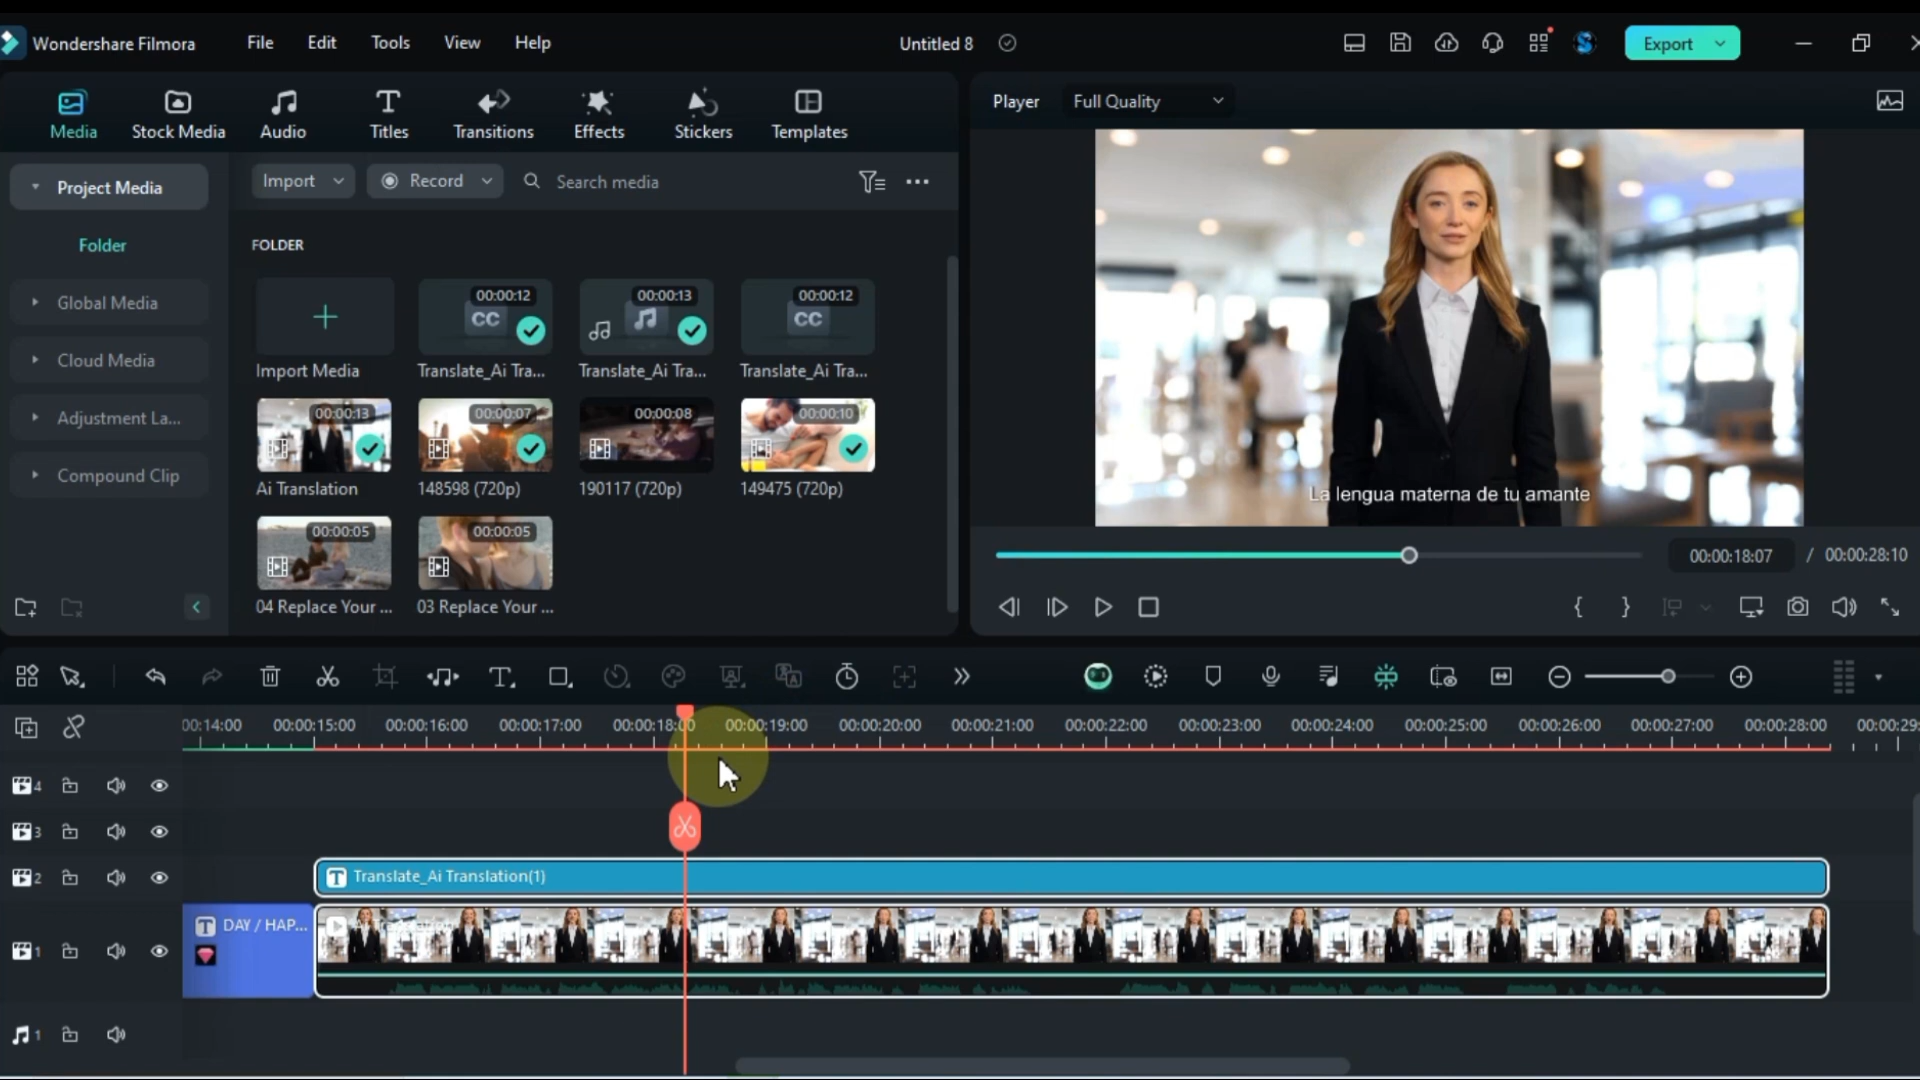 Wondershare Filmora File Edit Tools View Help Untitled 8 Export
Media Stock Media Audio Titles Transitions Effects Stickers Templates
Player Full Quality
Project Media
Folder
Global Media
Cloud Media
Adjustment La...
Compound Clip
Import Record Search media
FOLDER
00:00:12 00:00:13 00:00:12
CC CC
Import Media Translate_Ai Tra... Translate_Ai Tra... Translate_Ai Tra...
00:00:13 00:00:07 00:00:08 00:00:10
Ai Translation 148598 (720p) 190117 (720p) 149475 (720p)
00:00:05 00:00:05
04 Replace Your ... 03 Replace Your ...
La lengua materna de tu amante
00:00:18:07 / 00:00:28:10
00:14:00 00:00:15:00 00:00:16:00 00:00:17:00 00:00:18:00 00:00:19:00 00:00:20:00 00:00:21:00 00:00:22:00 00:00:23:00 00:00:24:00 00:00:25:00 00:00:26:00 00:00:27:00 00:00:28:00 00:00:29:
4
3
2 Translate_Ai Translation(1)
DAY / HAP... Ai Translation
1
1